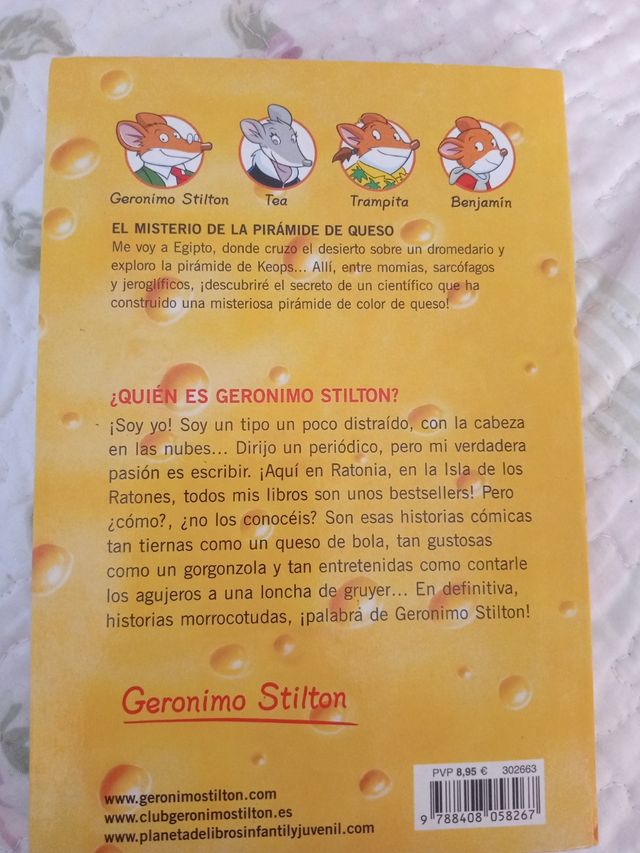 Geronimo Stilton
Tea
Trampita
Benjamín
EL MISTERIO DE LA PIRÁMIDE DE QUESO
Me voy a Egipto, donde cruzo el desierto sobre un dromedario y
exploro la pirámide de Keops... Allí, entre momias, sarcófagos
y jeroglíficos, ¡descubriré el secreto de un científico que ha
construido una misteriosa pirámide de color de queso!
¿QUIÉN ES GERONIMO STILTON?
¡Soy yo! Soy un tipo un poco distraído, con la cabeza
en las nubes... Dirijo un periódico, pero mi verdadera
pasión es escribir. ¡Aquí en Ratonia, en la Isla de los
Ratones, todos mis libros son unos bestsellers! Pero
¿cómo?, ¿no los conocéis? Son esas historias cómicas
tan tiernas como un queso de bola, tan gustosas
como un gorgonzola y tan entretenidas como contarle
los agujeros a una loncha de gruyer... En definitiva,
historias morrocotudas, ¡palabra de Geronimo Stilton!
Geronimo Stilton
www.geronimostilton.com
www.clubgeronimostilton.es
www.planetadelibrosinfantilyjuvenil.com
PVP 8,95 € 302663
9 788408 058267